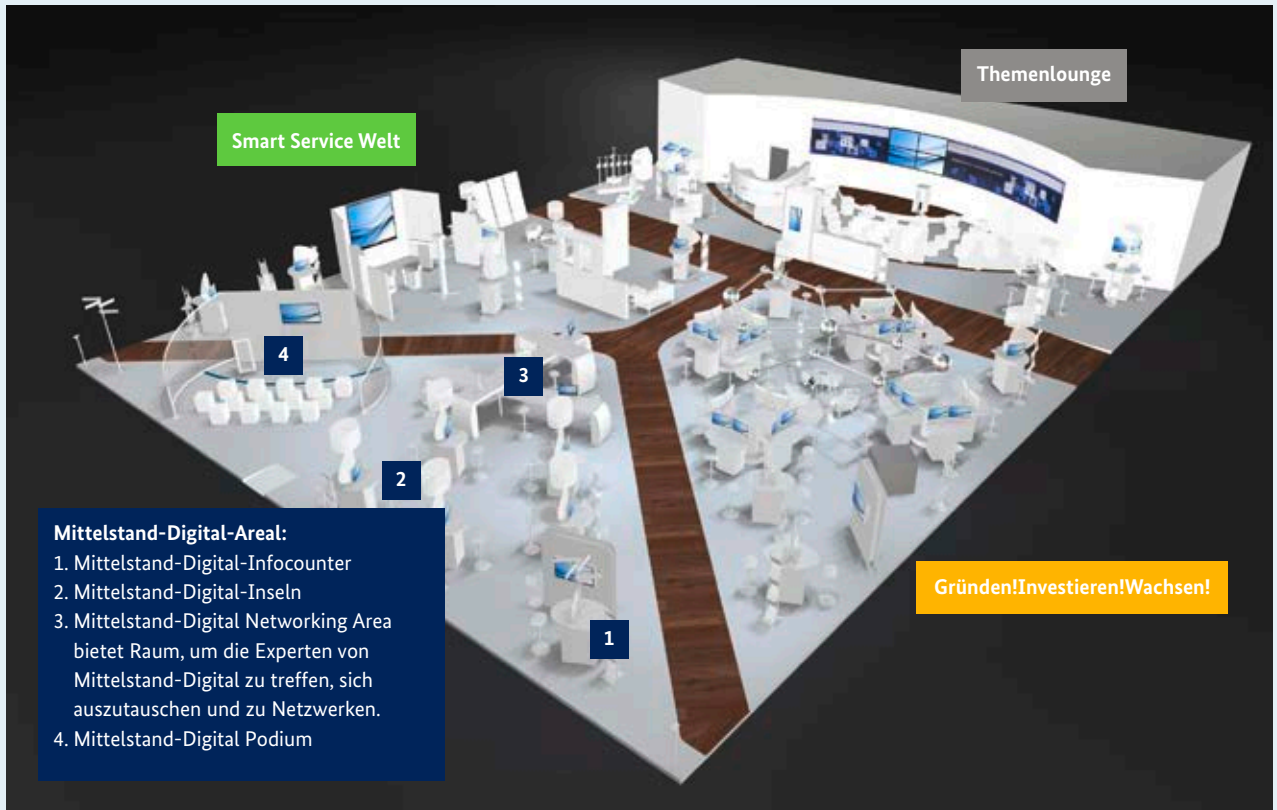 Themenlounge
Smart Service Welt
4
3
2
Mittelstand-Digital-Areal:
1. Mittelstand-Digital-Infocounter
2. Mittelstand-Digital-Inseln
3. Mittelstand-Digital Networking Area
bietet Raum, um die Experten von
Mittelstand-Digital zu treffen, sich
auszutauschen und zu Netzwerken.
4. Mittelstand-Digital Podium
Gründen!Investieren!Wachsen!
1